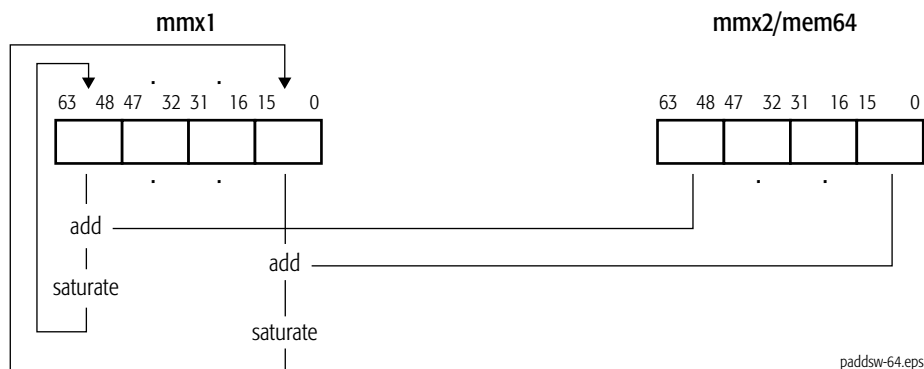 mmx1 mmx2/mem64
. .
63 48 47 32 31 16 15 0 63 48 47 32 31 16 15 0
. . . .
add
add
saturate
saturate
paddsw-64.eps